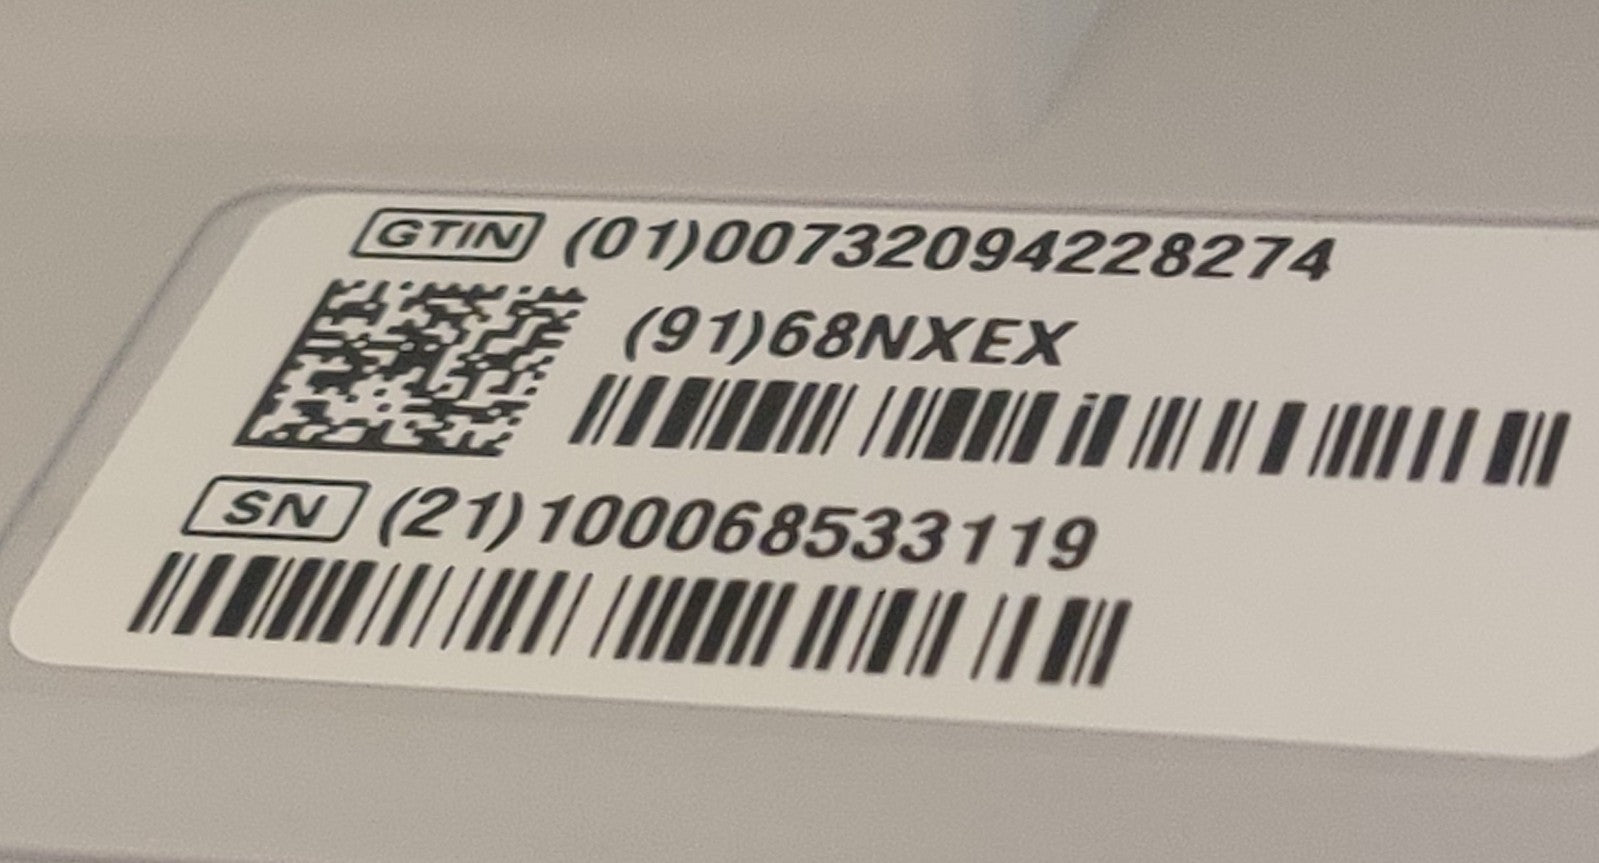 GTIN (01)00732094228274
(91)68NXEX
SN (21)100068533119